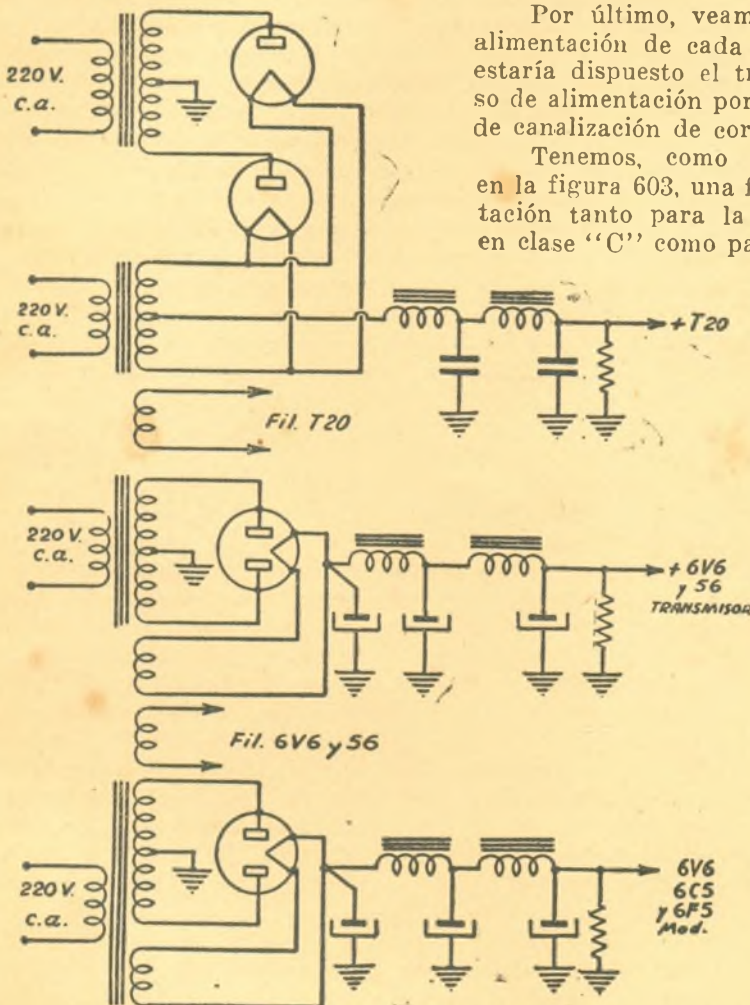 Por último, veam
alimentación de cada
estaría dispuesto el tr
so de alimentación por
de canalización de cor
Tenemos, como
en la figura 603, una f
tación tanto para la
en clase "C" como pa
220 V.
c.a.
220 V.
c.a.
+ T20
Fil. T20
220 V.
c.a.
+ 6V6
y 56
TRANSMISOR
Fil. 6V6 y 56
220 V.
c.a.
6V6
6C5
y 6F5
Mod.